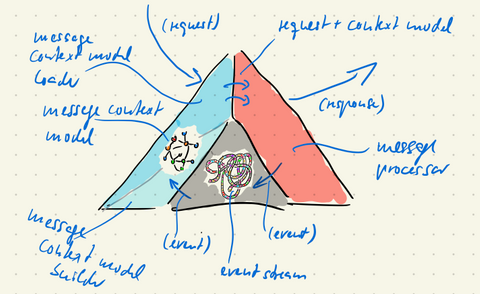 message
context model
loader
(request)
request + context model
message context
model
(response)
message
processor
message
context model
builder
(event)
(event)
event stream